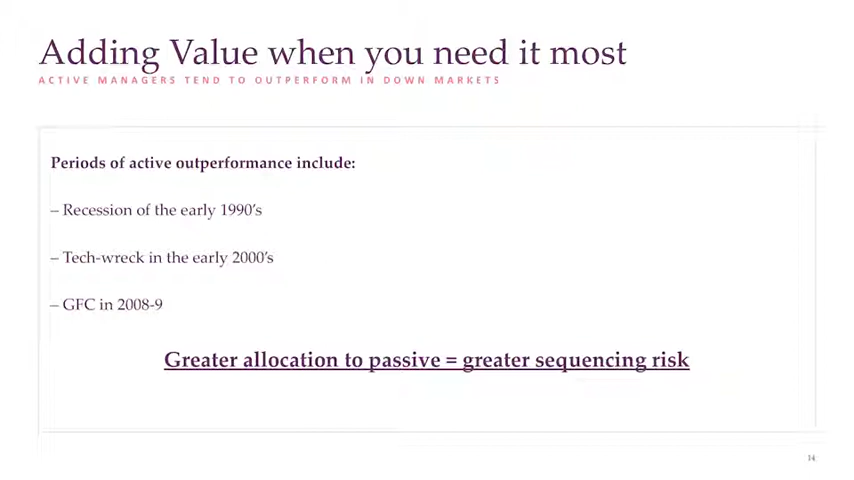 Adding Value when you need it most
ACTIVE MANAGERS TEND TO OUTPERFORM IN DOWN MARKETS
Periods of active outperformance include:
– Recession of the early 1990's
– Tech-wreck in the early 2000's
– GFC in 2008-9
Greater allocation to passive = greater sequencing risk
14